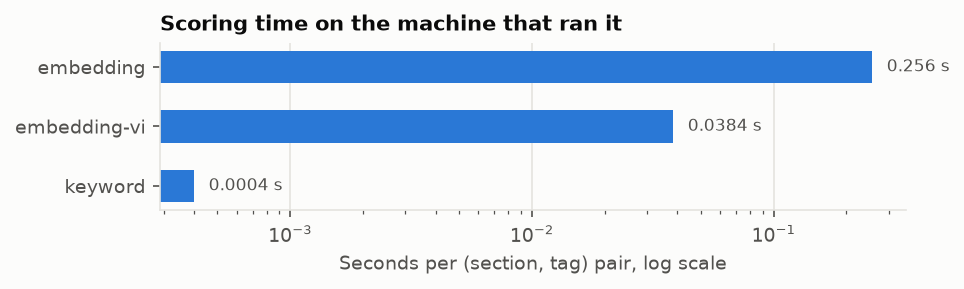 Scoring time on the machine that ran it
embedding
0.256 s
embedding-vi
0.0384 s
keyword
0.0004 s
10⁻³
10⁻²
10⁻¹
Seconds per (section, tag) pair, log scale